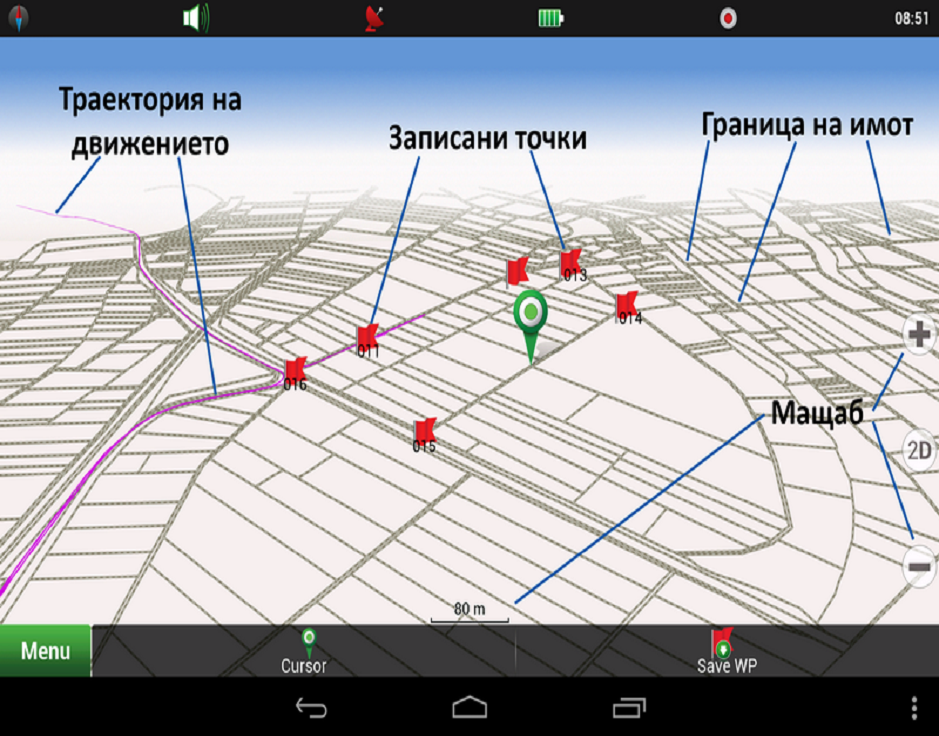 08:51
Траектория на
движението
Записани точки
Граница на имот
013
014
011
016
015
Мащаб
2D
80 m
Menu
Cursor
Save WP